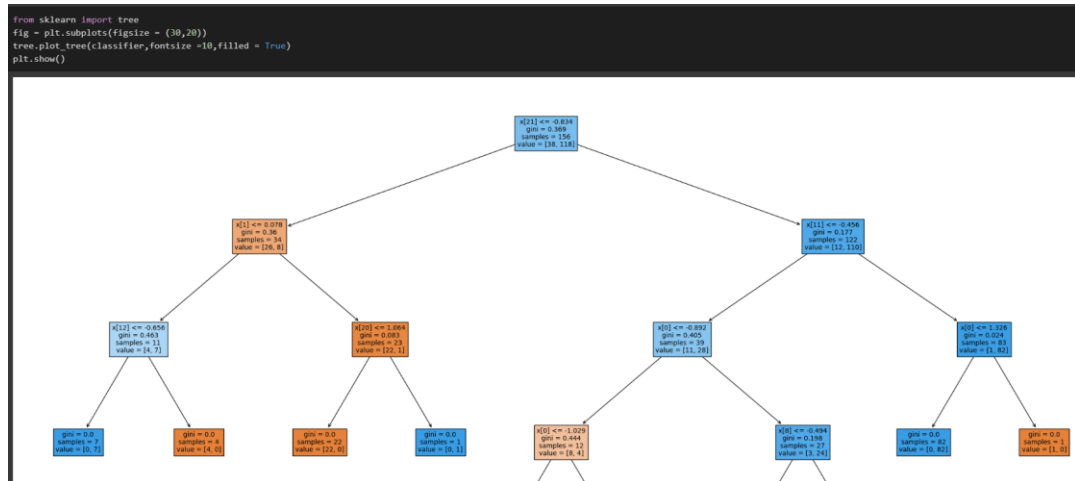 from sklearn import tree
fig = plt.subplots(figsize = (30,20))
tree.plot_tree(classifier,fontsize =10,filled = True)
plt.show()
x[21] <= -0.834
gini = 0.369
samples = 156
value = [38, 118]
x[1] <= 0.078
gini = 0.36
samples = 34
value = [26, 8]
x[11] <= -0.456
gini = 0.177
samples = 122
value = [12, 110]
x[12] <= -0.656
gini = 0.463
samples = 11
value = [4, 7]
x[20] <= 1.064
gini = 0.083
samples = 23
value = [22, 1]
x[0] <= -0.892
gini = 0.405
samples = 39
value = [11, 28]
x[0] <= 1.326
gini = 0.024
samples = 83
value = [1, 82]
gini = 0.0
samples = 7
value = [0, 7]
gini = 0.0
samples = 4
value = [4, 0]
gini = 0.0
samples = 22
value = [22, 0]
gini = 0.0
samples = 1
value = [0, 1]
x[0] <= -1.029
gini = 0.444
samples = 12
value = [8, 4]
x[8] <= -0.494
gini = 0.198
samples = 27
value = [3, 24]
gini = 0.0
samples = 82
value = [0, 82]
gini = 0.0
samples = 1
value = [1, 0]